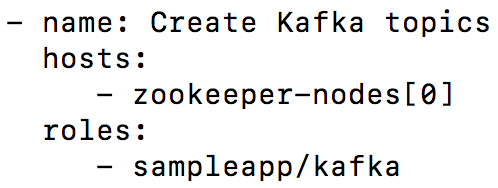 - name: Create Kafka topics
  hosts:
     - zookeeper-nodes[0]
  roles:
     - sampleapp/kafka